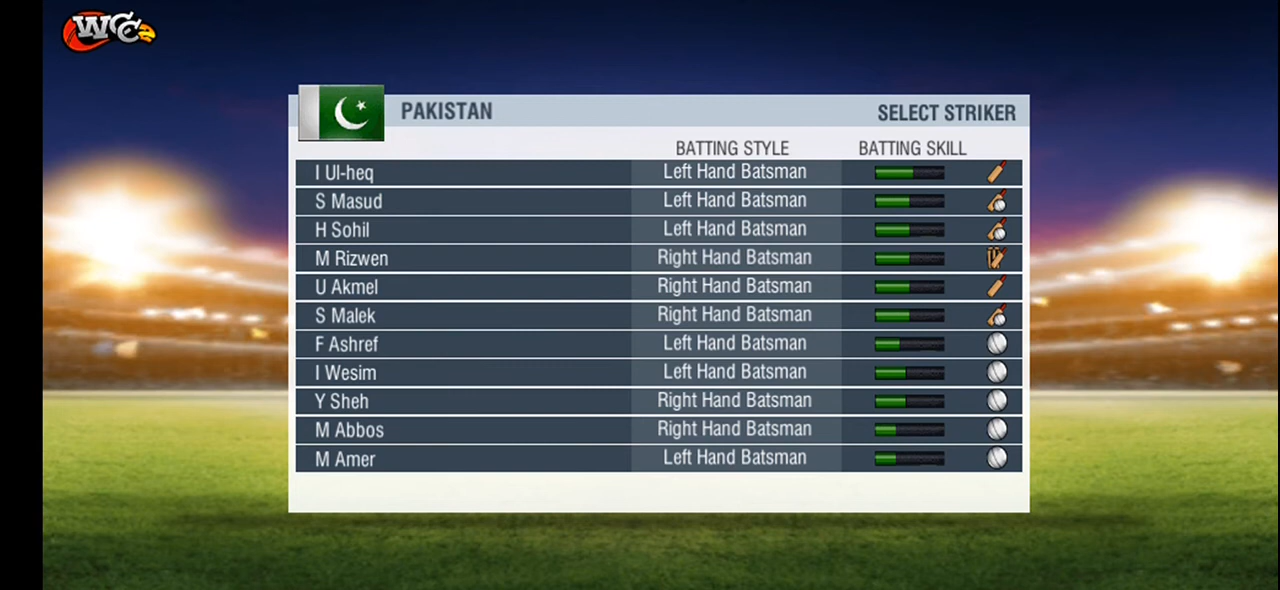 WCC
PAKISTAN SELECT STRIKER
BATTING STYLE BATTING SKILL
I Ul-heq Left Hand Batsman
S Masud Left Hand Batsman
H Sohil Left Hand Batsman
M Rizwen Right Hand Batsman
U Akmel Right Hand Batsman
S Malek Right Hand Batsman
F Ashref Left Hand Batsman
I Wesim Left Hand Batsman
Y Sheh Right Hand Batsman
M Abbos Right Hand Batsman
M Amer Left Hand Batsman